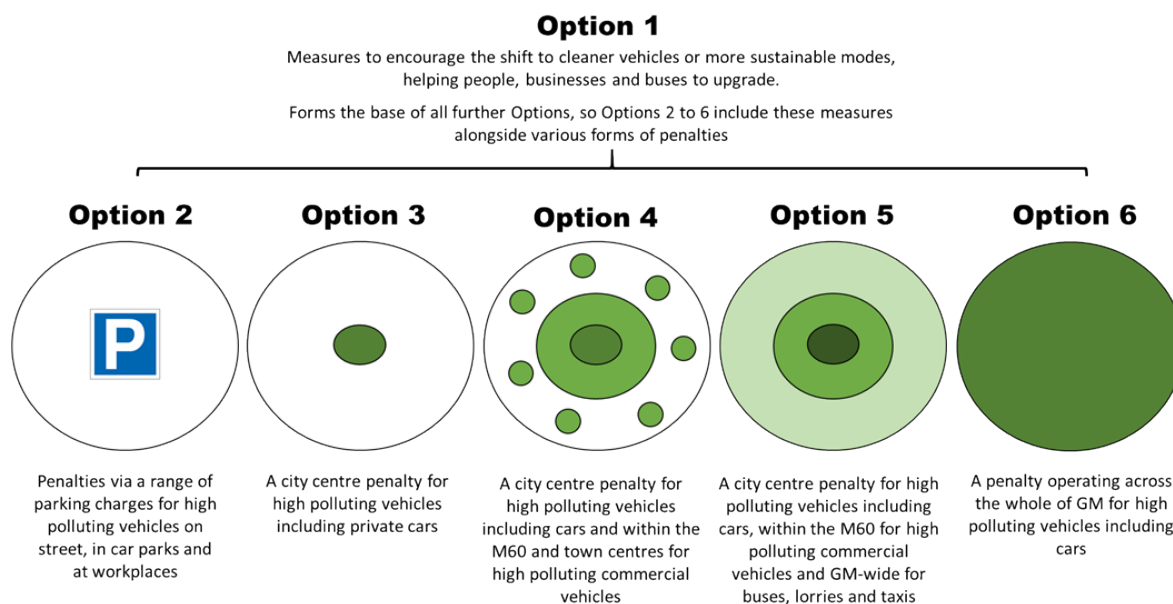 Option 1
Measures to encourage the shift to cleaner vehicles or more sustainable modes,
helping people, businesses and buses to upgrade.
Forms the base of all further Options, so Options 2 to 6 include these measures
alongside various forms of penalties
Option 2
Option 3
Option 4
Option 5
Option 6
P
Penalties via a range of
parking charges for high
polluting vehicles on
street, in car parks and
at workplaces
A city centre penalty for
high polluting vehicles
including private cars
A city centre penalty for
high polluting vehicles
including cars and within the
M60 and town centres for
high polluting commercial
vehicles
A city centre penalty for high
polluting vehicles including
cars, within the M60 for high
polluting commercial
vehicles and GM-wide for
buses, lorries and taxis
A penalty operating across
the whole of GM for high
polluting vehicles including
cars